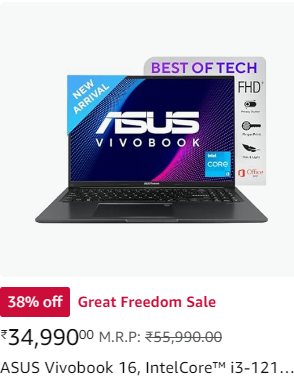 BEST OF TECH
NEW
ARRIVAL
FHD
ASUS
VIVOBOOK
intel
CORE
i3
Office
38% off Great Freedom Sale
₹34,990⁰⁰ M.R.P: ₹55,990.00
ASUS Vivobook 16, IntelCore™ i3-121...